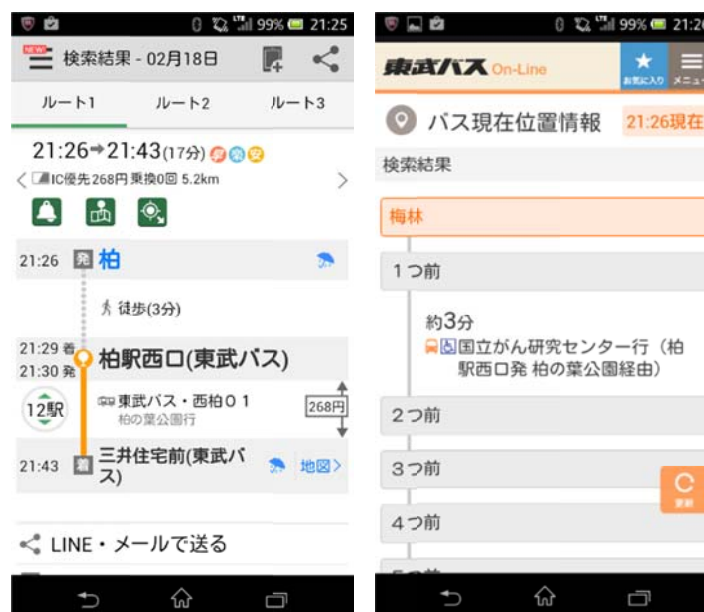 99% 21:25
NEW
検索結果 - 02月18日
ルート1 ルート2 ルート3
21:26➡21:43(17分) 早 楽 安
IC優先268円 乗換0回 5.2km
21:26 発 柏
徒歩(3分)
21:29 着
21:30 発
柏駅西口(東武バス)
12駅
東武バス・西柏01
柏の葉公園行
268円
21:43 着 三井住宅前(東武バ
ス)
地図>
LINE・メールで送る
99% 21:26
東武バス On-Line
お気に入り メニュー
バス現在位置情報 21:26現在
検索結果
梅林
1つ前
約3分
国立がん研究センター行（柏
駅西口発 柏の葉公園経由）
2つ前
3つ前
更新
4つ前